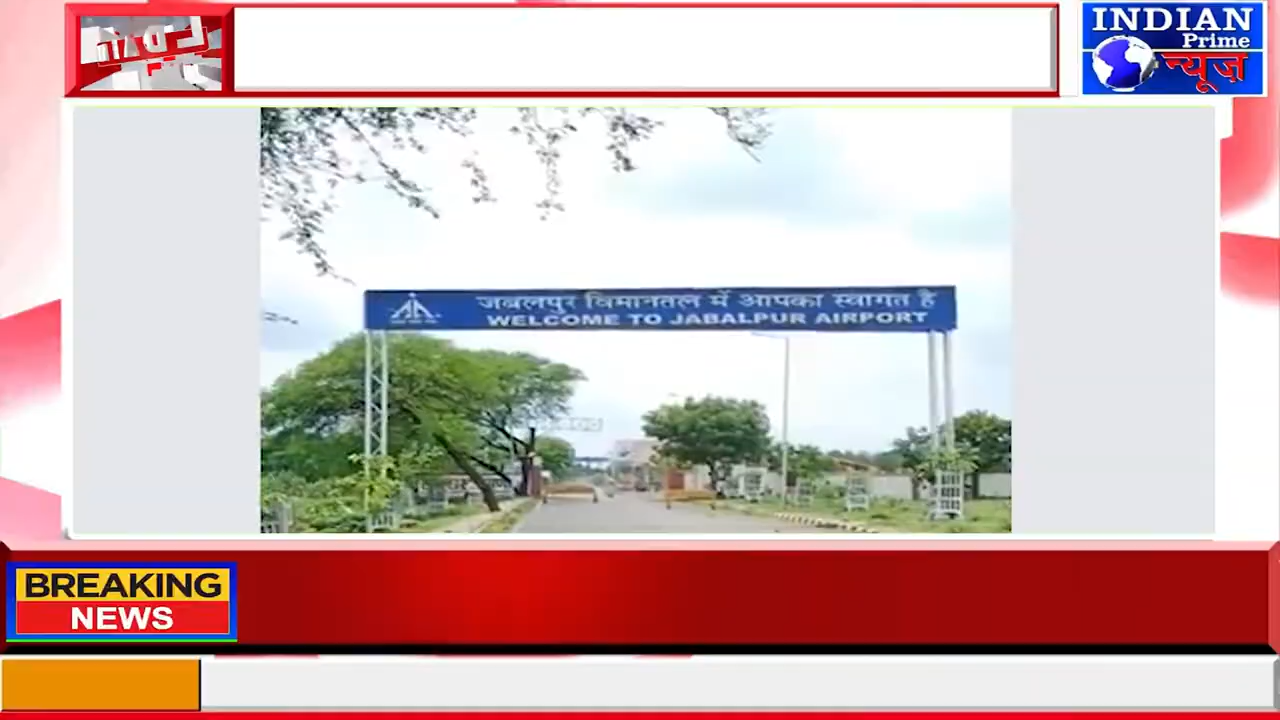 INDIAN
Prime
न्यूज़
जबलपुर विमानतल में आपका स्वागत है
WELCOME TO JABALPUR AIRPORT
BREAKING
NEWS